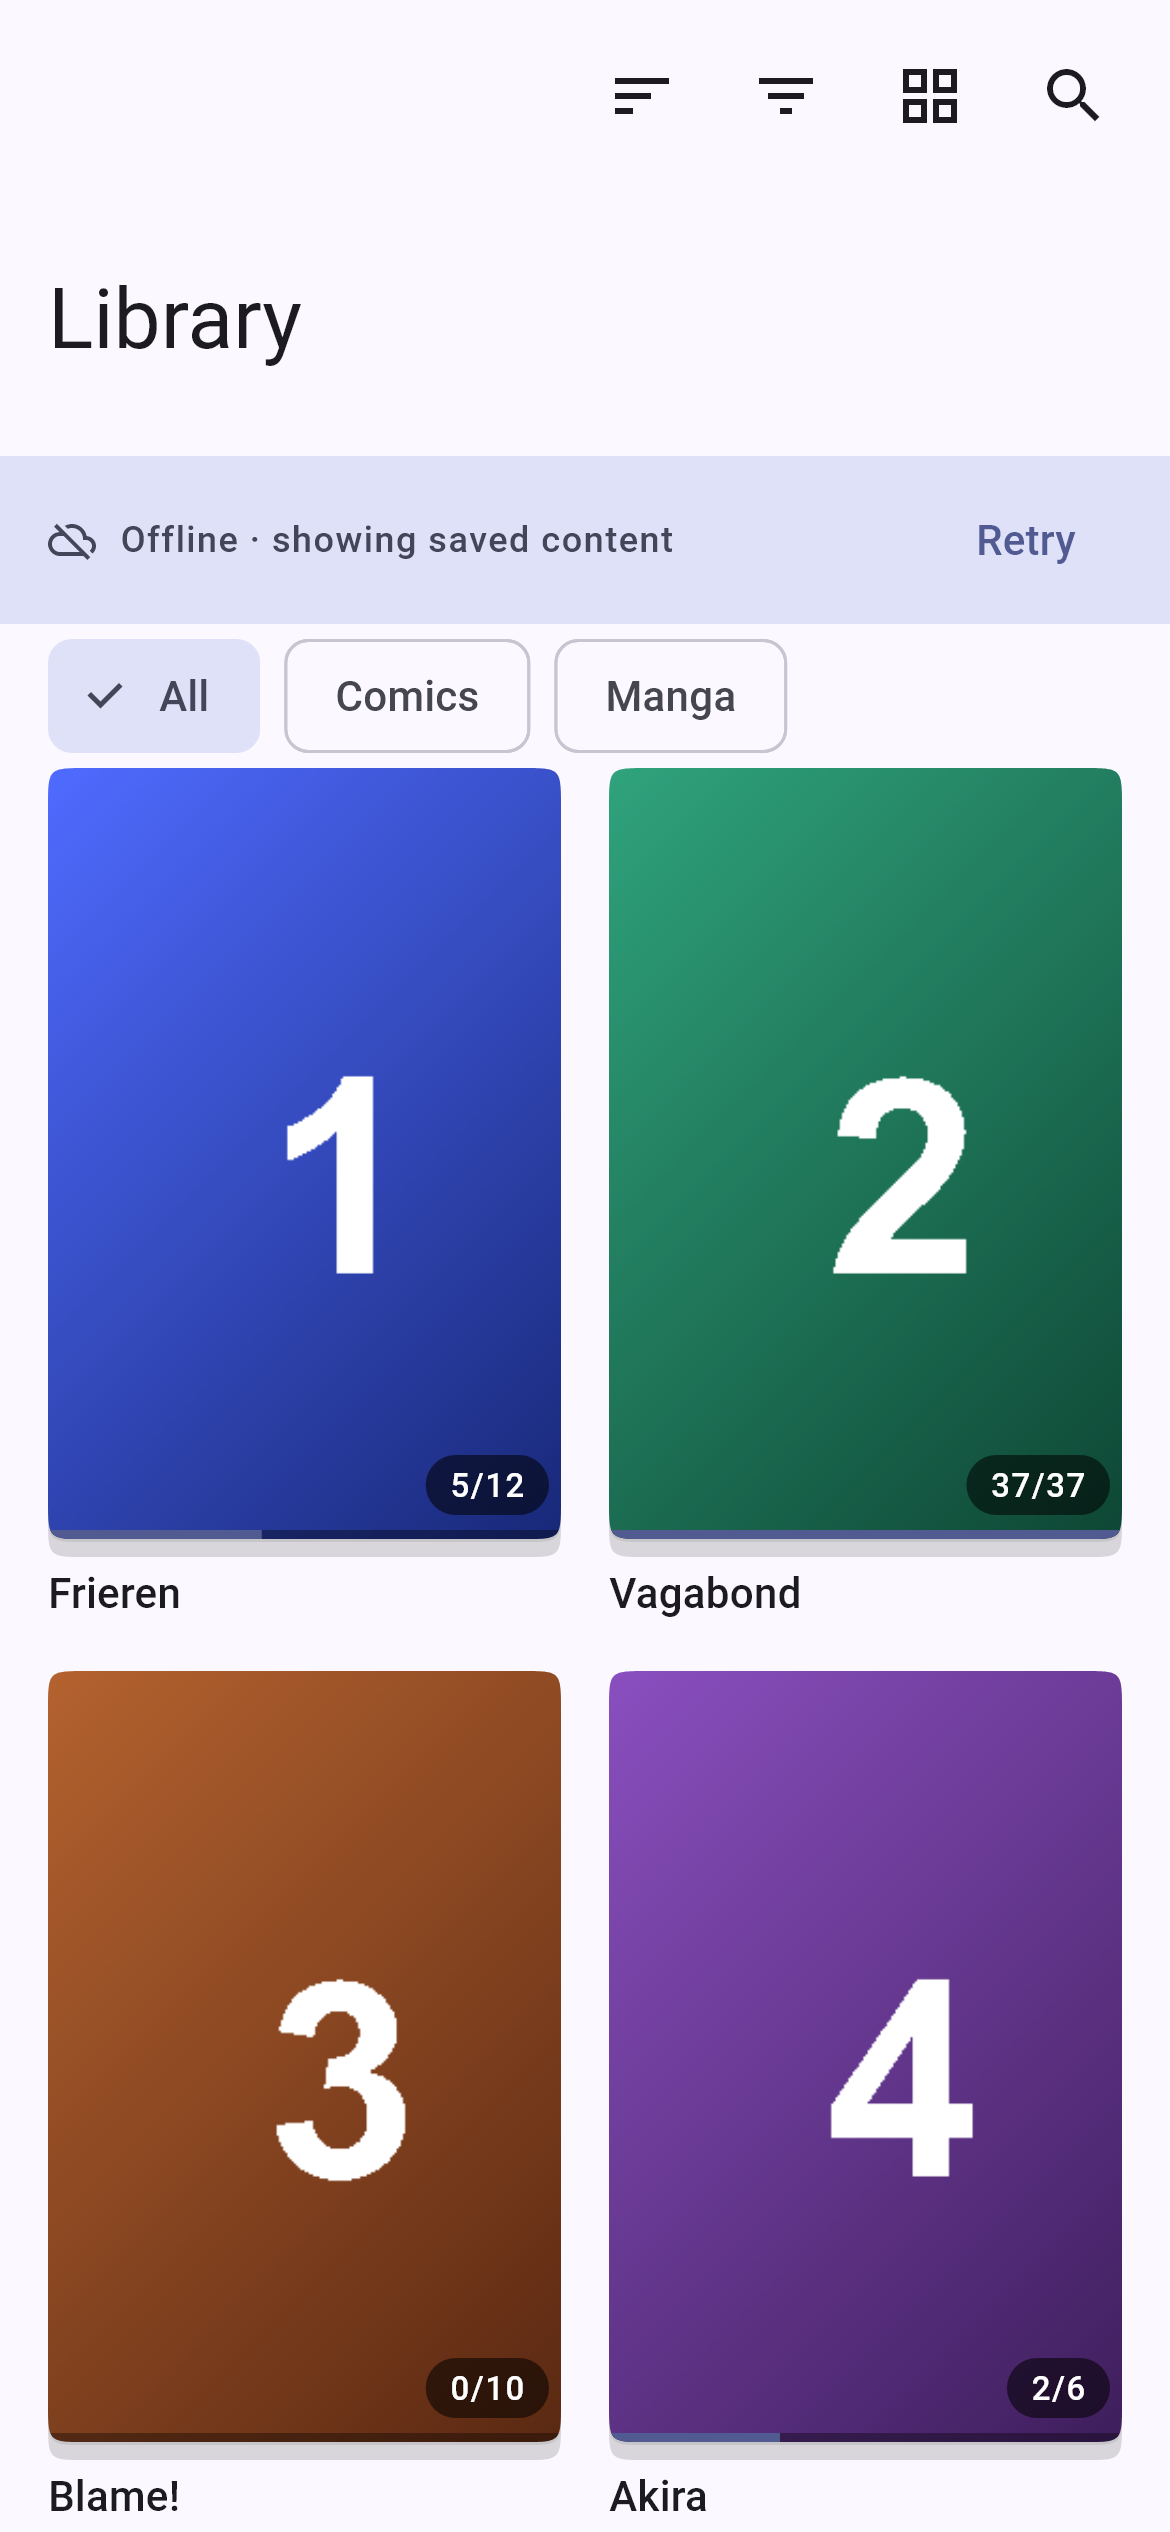 Library
Offline · showing saved content
Retry
All
Comics
Manga
1
5/12
2
37/37
Frieren
Vagabond
3
0/10
4
2/6
Blame!
Akira